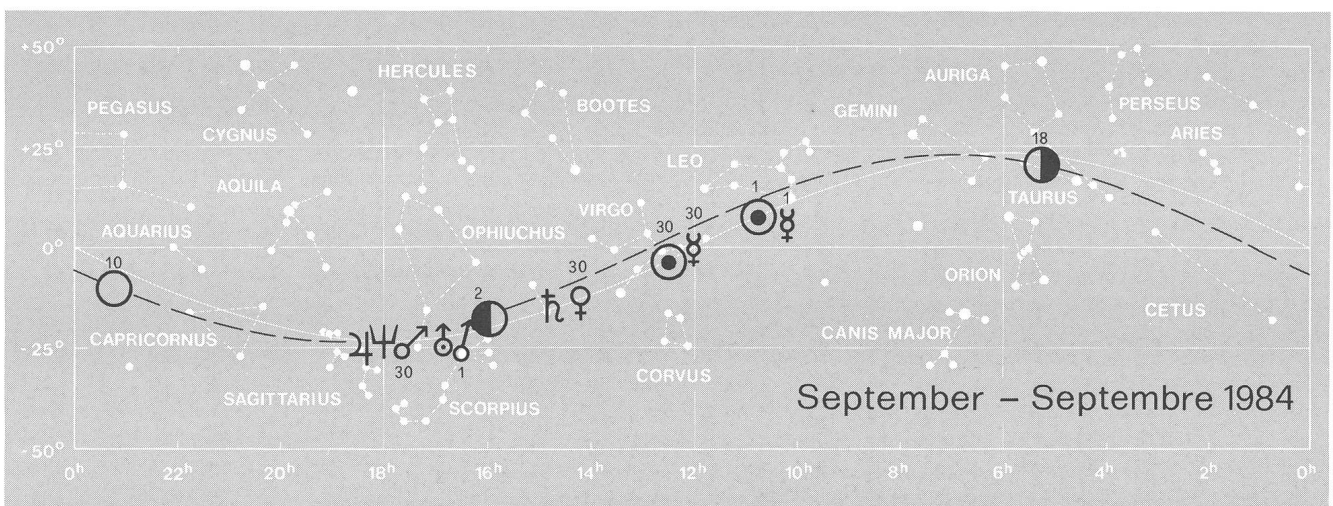 +50°
HERCULES
AURIGA
PEGASUS
BOOTES
GEMINI
PERSEUS
CYGNUS
ARIES
+25°
18
LEO
AQUILA
1
1
TAURUS
VIRGO
30
AQUARIUS
OPHIUCHUS
30
0°
10
30
ORION
2
CETUS
CAPRICORNUS
CANIS MAJOR
-25°
30
1
CORVUS
SAGITTARIUS
SCORPIUS
September – Septembre 1984
-50°
0h 22h 20h 18h 16h 14h 12h 10h 8h 6h 4h 2h 0h